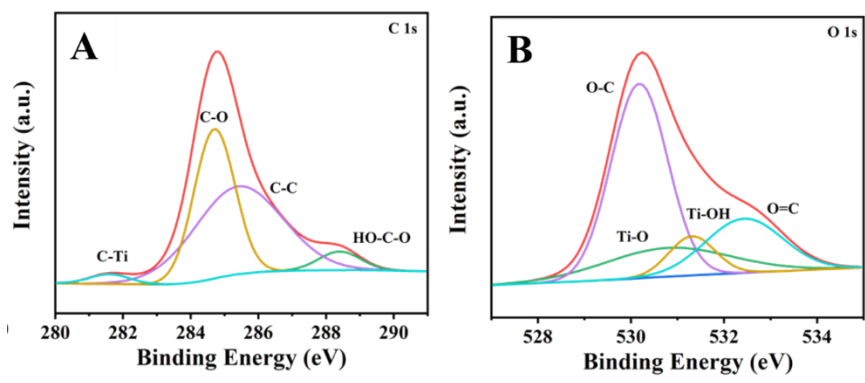 A
C 1s
C-O
C-C
C-Ti
HO-C-O
Intensity (a.u.)
280 282 284 286 288 290
Binding Energy (eV)
B
O 1s
O-C
Ti-OH
O=C
Ti-O
Intensity (a.u.)
528 530 532 534
Binding Energy (eV)